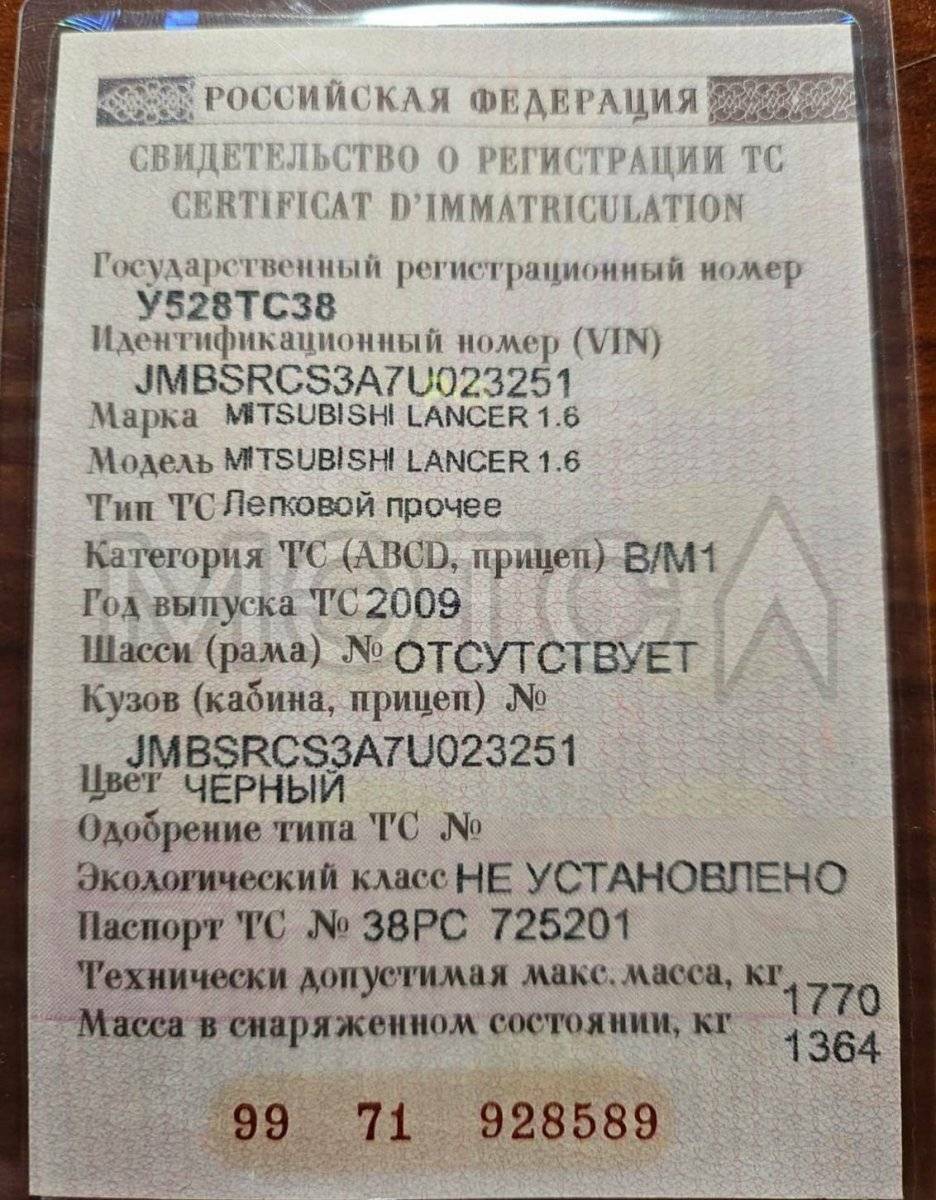 РОССИЙСКАЯ ФЕДЕРАЦИЯ
СВИДЕТЕЛЬСТВО О РЕГИСТРАЦИИ ТС
CERTIFICAT D'IMMATRICULATION
Государственный регистрационный номер
У528ТС38
Идентификационный номер (VIN)
JMBSRCS3A7U023251
Марка MITSUBISHI LANCER 1.6
Модель MITSUBISHI LANCER 1.6
Тип ТС Легковой прочее
Категория ТС (ABCD, прицеп) B/M1
Год выпуска ТС 2009
Шасси (рама) № ОТСУТСТВУЕТ
Кузов (кабина, прицеп) №
JMBSRCS3A7U023251
Цвет ЧЕРНЫЙ
Одобрение типа ТС №
Экологический класс НЕ УСТАНОВЛЕНО
Паспорт ТС № 38РС 725201
Технически допустимая макс. масса, кг 1770
Масса в снаряженном состоянии, кг 1364
99 71 928589